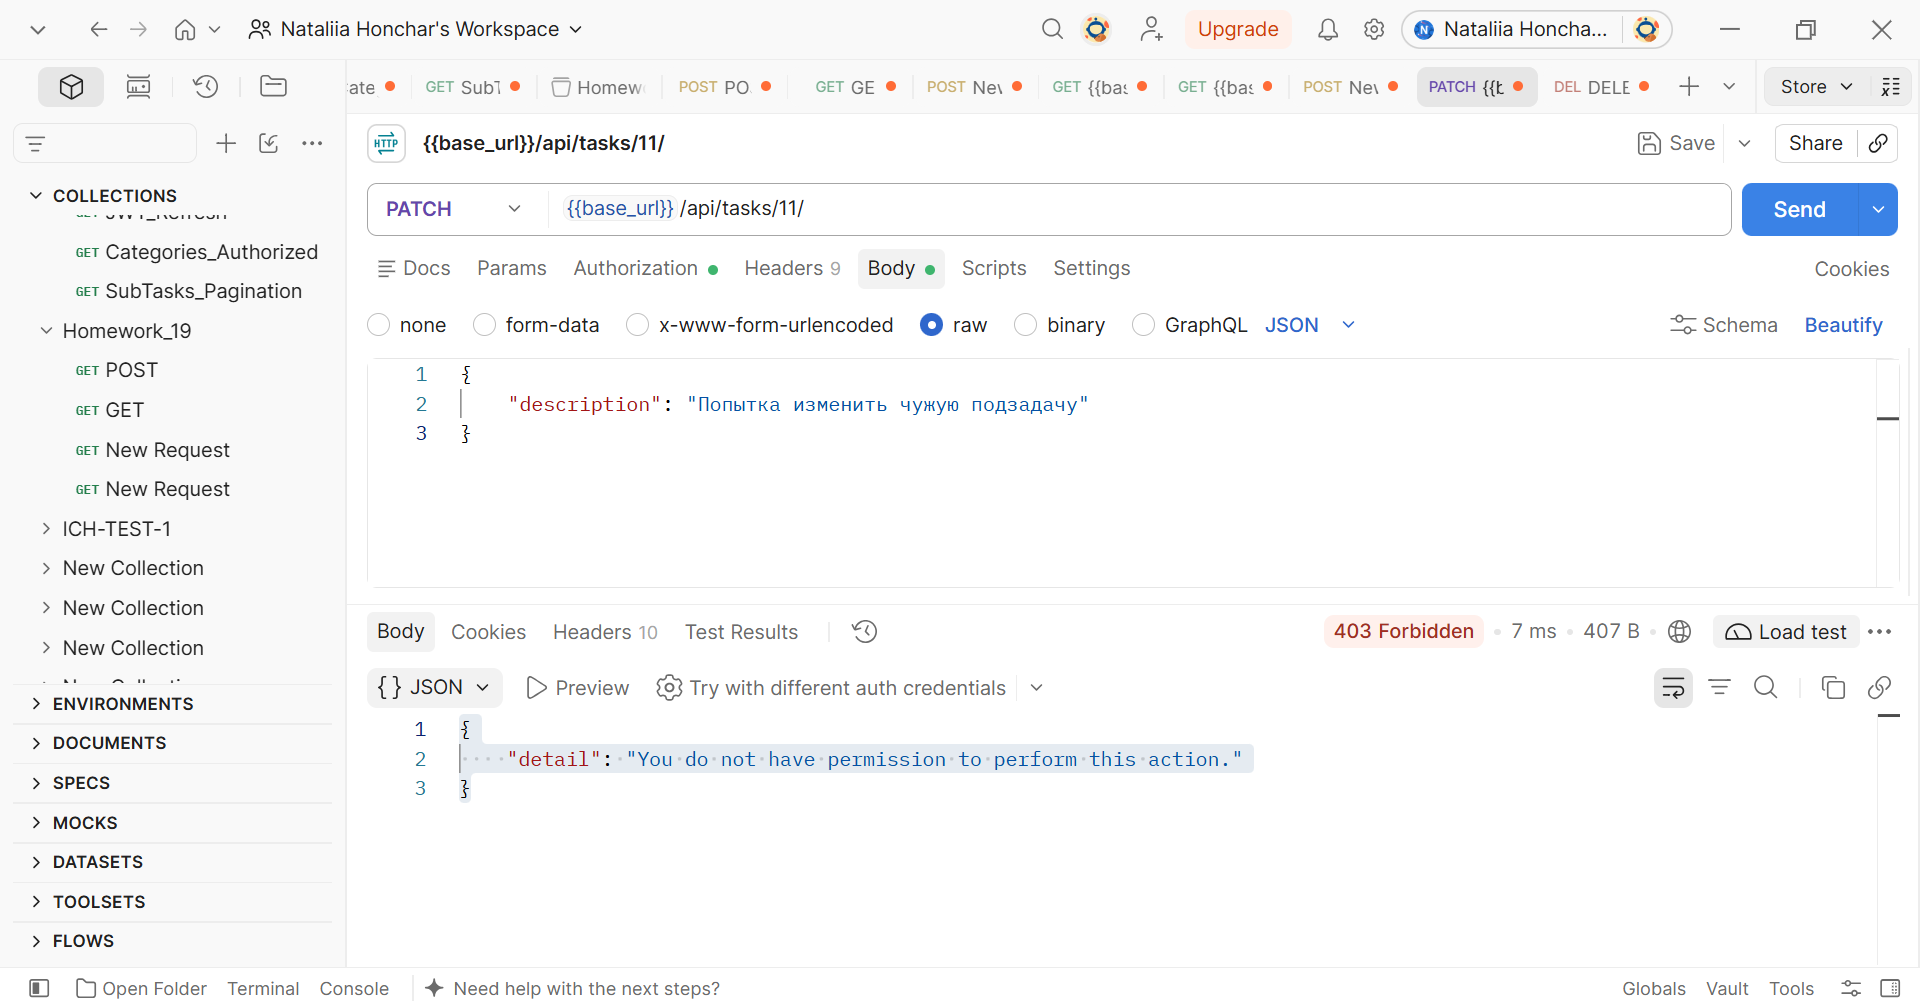 Nataliia Honchar's Workspace
Upgrade
Nataliia Honcha...
ate
GET SubT
Homew
POST PO
GET GE
POST Nev
GET {{bas
GET {{bas
POST Nev
PATCH {{b
DEL DELE
Store
HTTP {{base_url}}/api/tasks/11/
Save
Share
COLLECTIONS
GET Categories_Authorized
GET SubTasks_Pagination
Homework_19
GET POST
GET GET
GET New Request
GET New Request
ICH-TEST-1
New Collection
New Collection
New Collection
ENVIRONMENTS
DOCUMENTS
SPECS
MOCKS
DATASETS
TOOLSETS
FLOWS
PATCH {{base_url}} /api/tasks/11/
Send
Docs Params Authorization Headers 9 Body Scripts Settings
Cookies
none form-data x-www-form-urlencoded raw binary GraphQL JSON
Schema Beautify
1 {
2 "description": "Попытка изменить чужую подзадачу"
3 }
Body Cookies Headers 10 Test Results
403 Forbidden • 7 ms • 407 B
Load test
{} JSON Preview Try with different auth credentials
1 {
2 "detail": "You do not have permission to perform this action."
3 }
Open Folder Terminal Console Need help with the next steps?
Globals Vault Tools